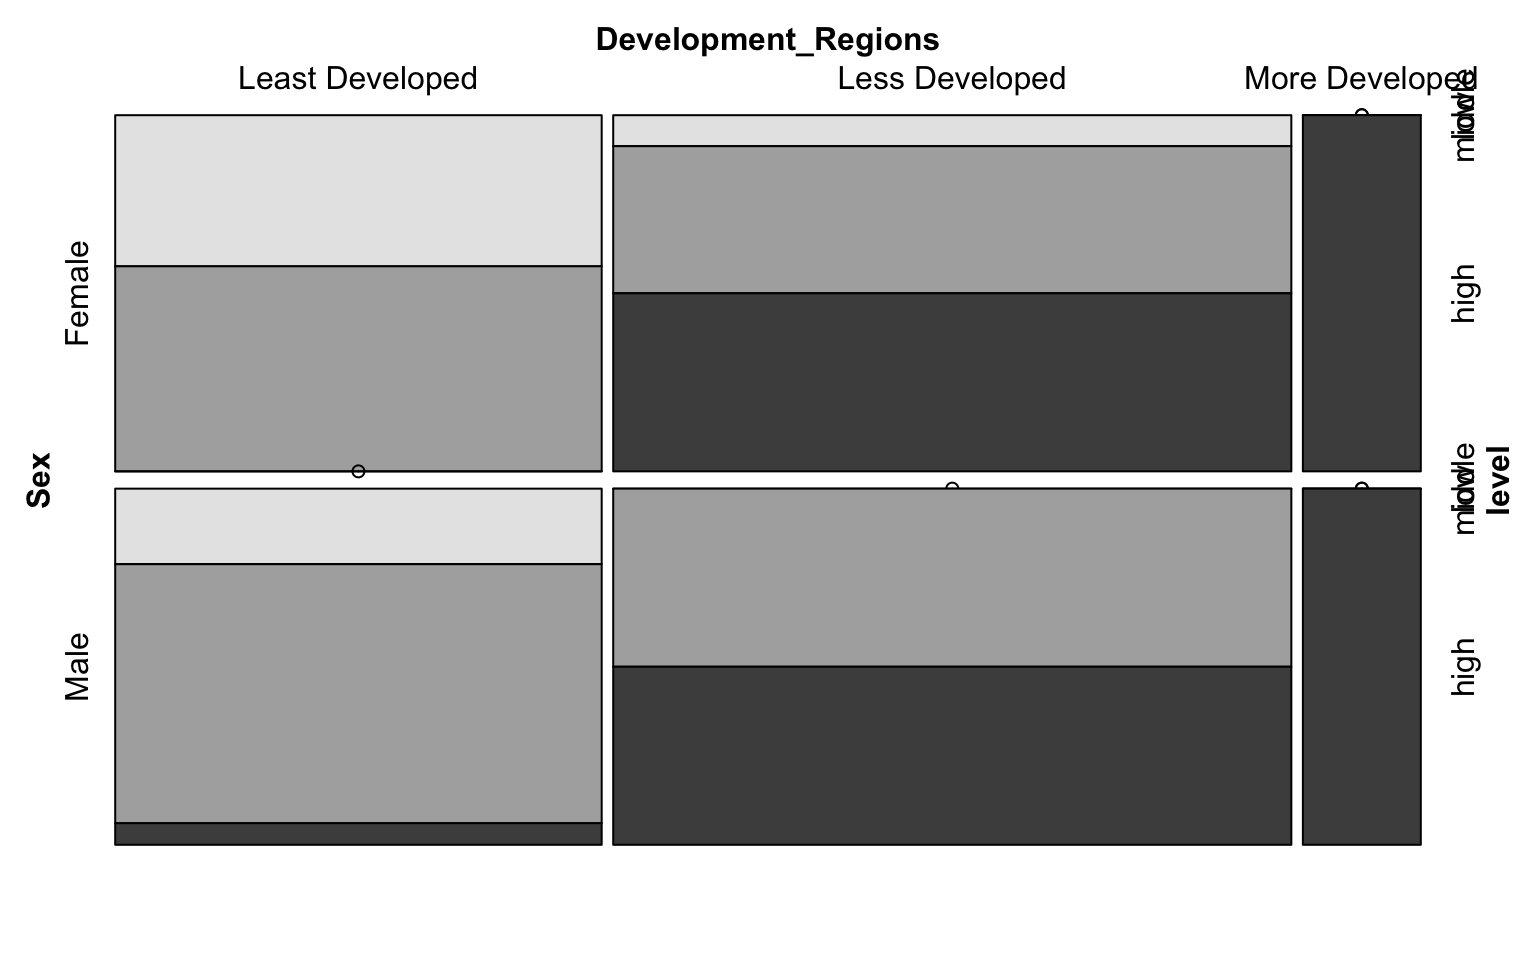 Development_Regions
Least Developed
Less Developed
More Developed
Female
Male
Sex
middle
low
high
middle
low
high
level